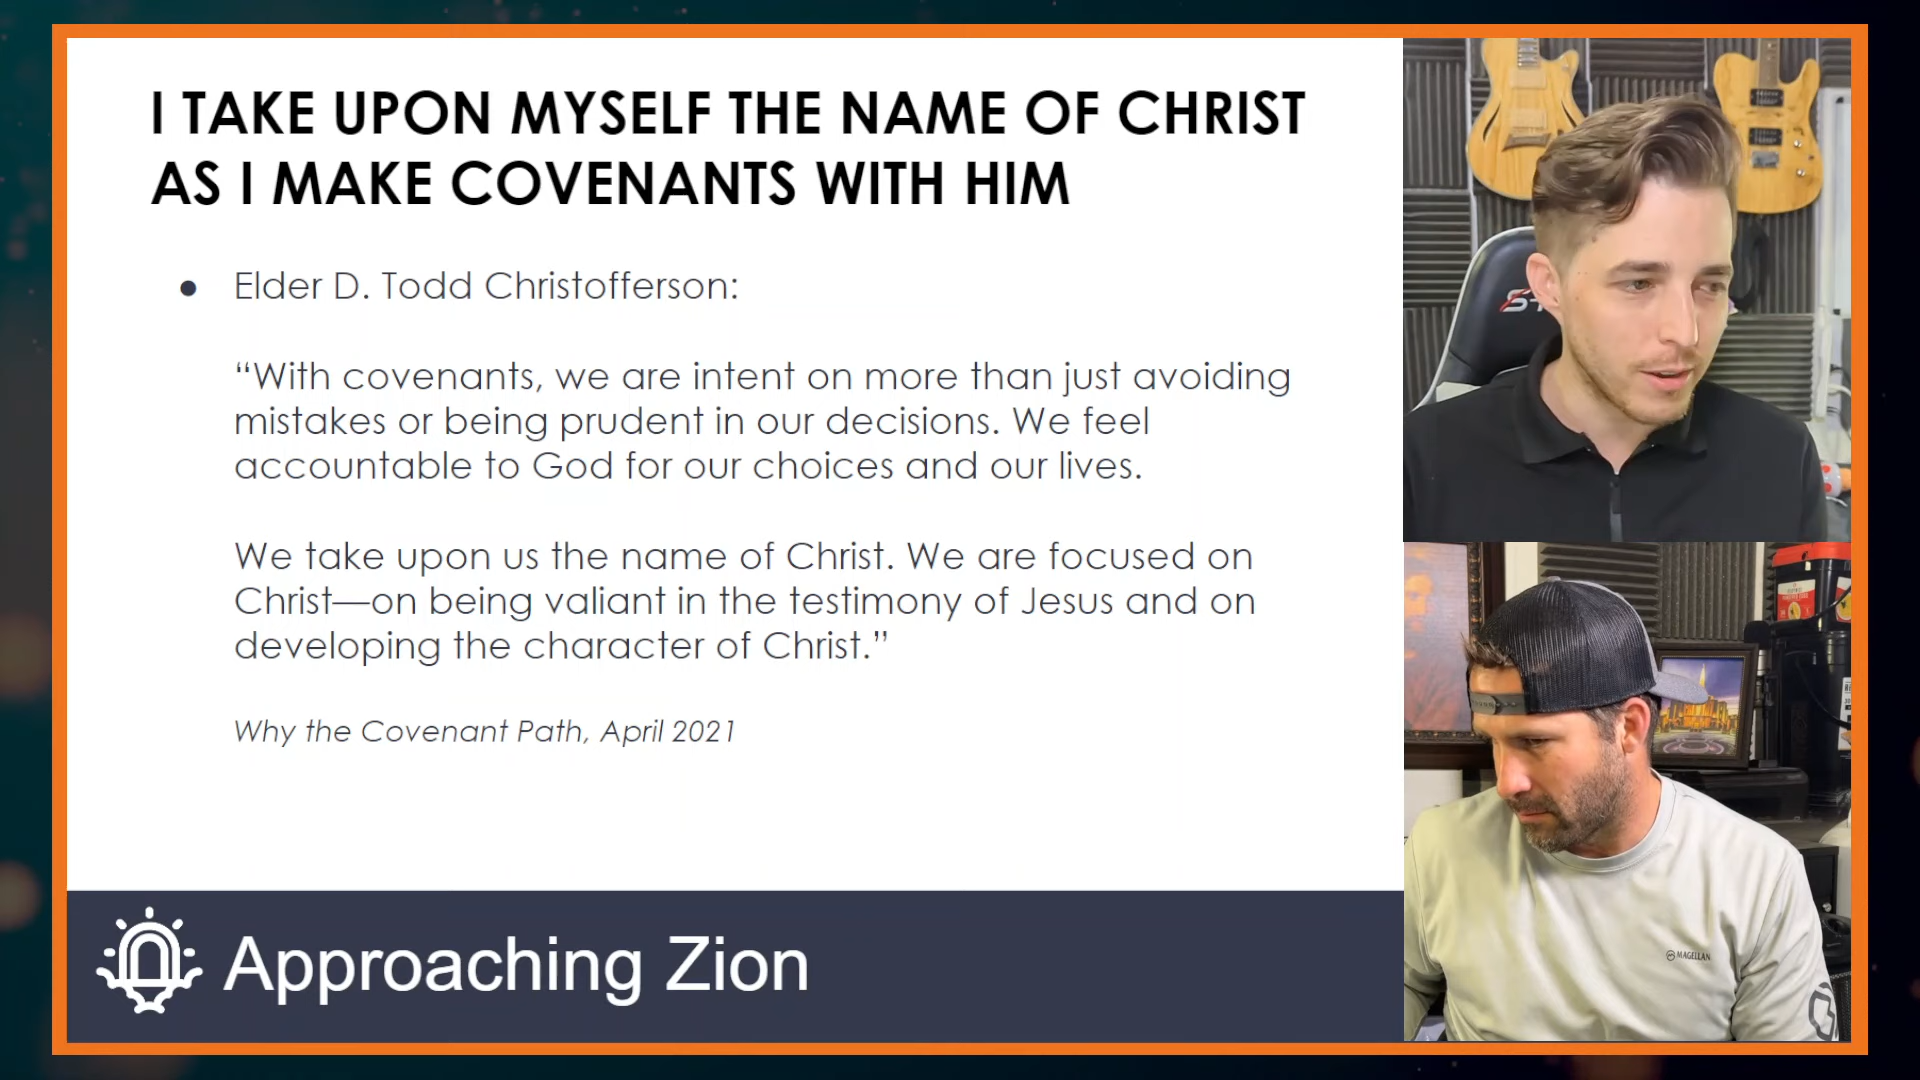 I TAKE UPON MYSELF THE NAME OF CHRIST
AS I MAKE COVENANTS WITH HIM
● Elder D. Todd Christofferson:
“With covenants, we are intent on more than just avoiding
mistakes or being prudent in our decisions. We feel
accountable to God for our choices and our lives.
We take upon us the name of Christ. We are focused on
Christ—on being valiant in the testimony of Jesus and on
developing the character of Christ.”
Why the Covenant Path, April 2021
Approaching Zion
MAGELLAN